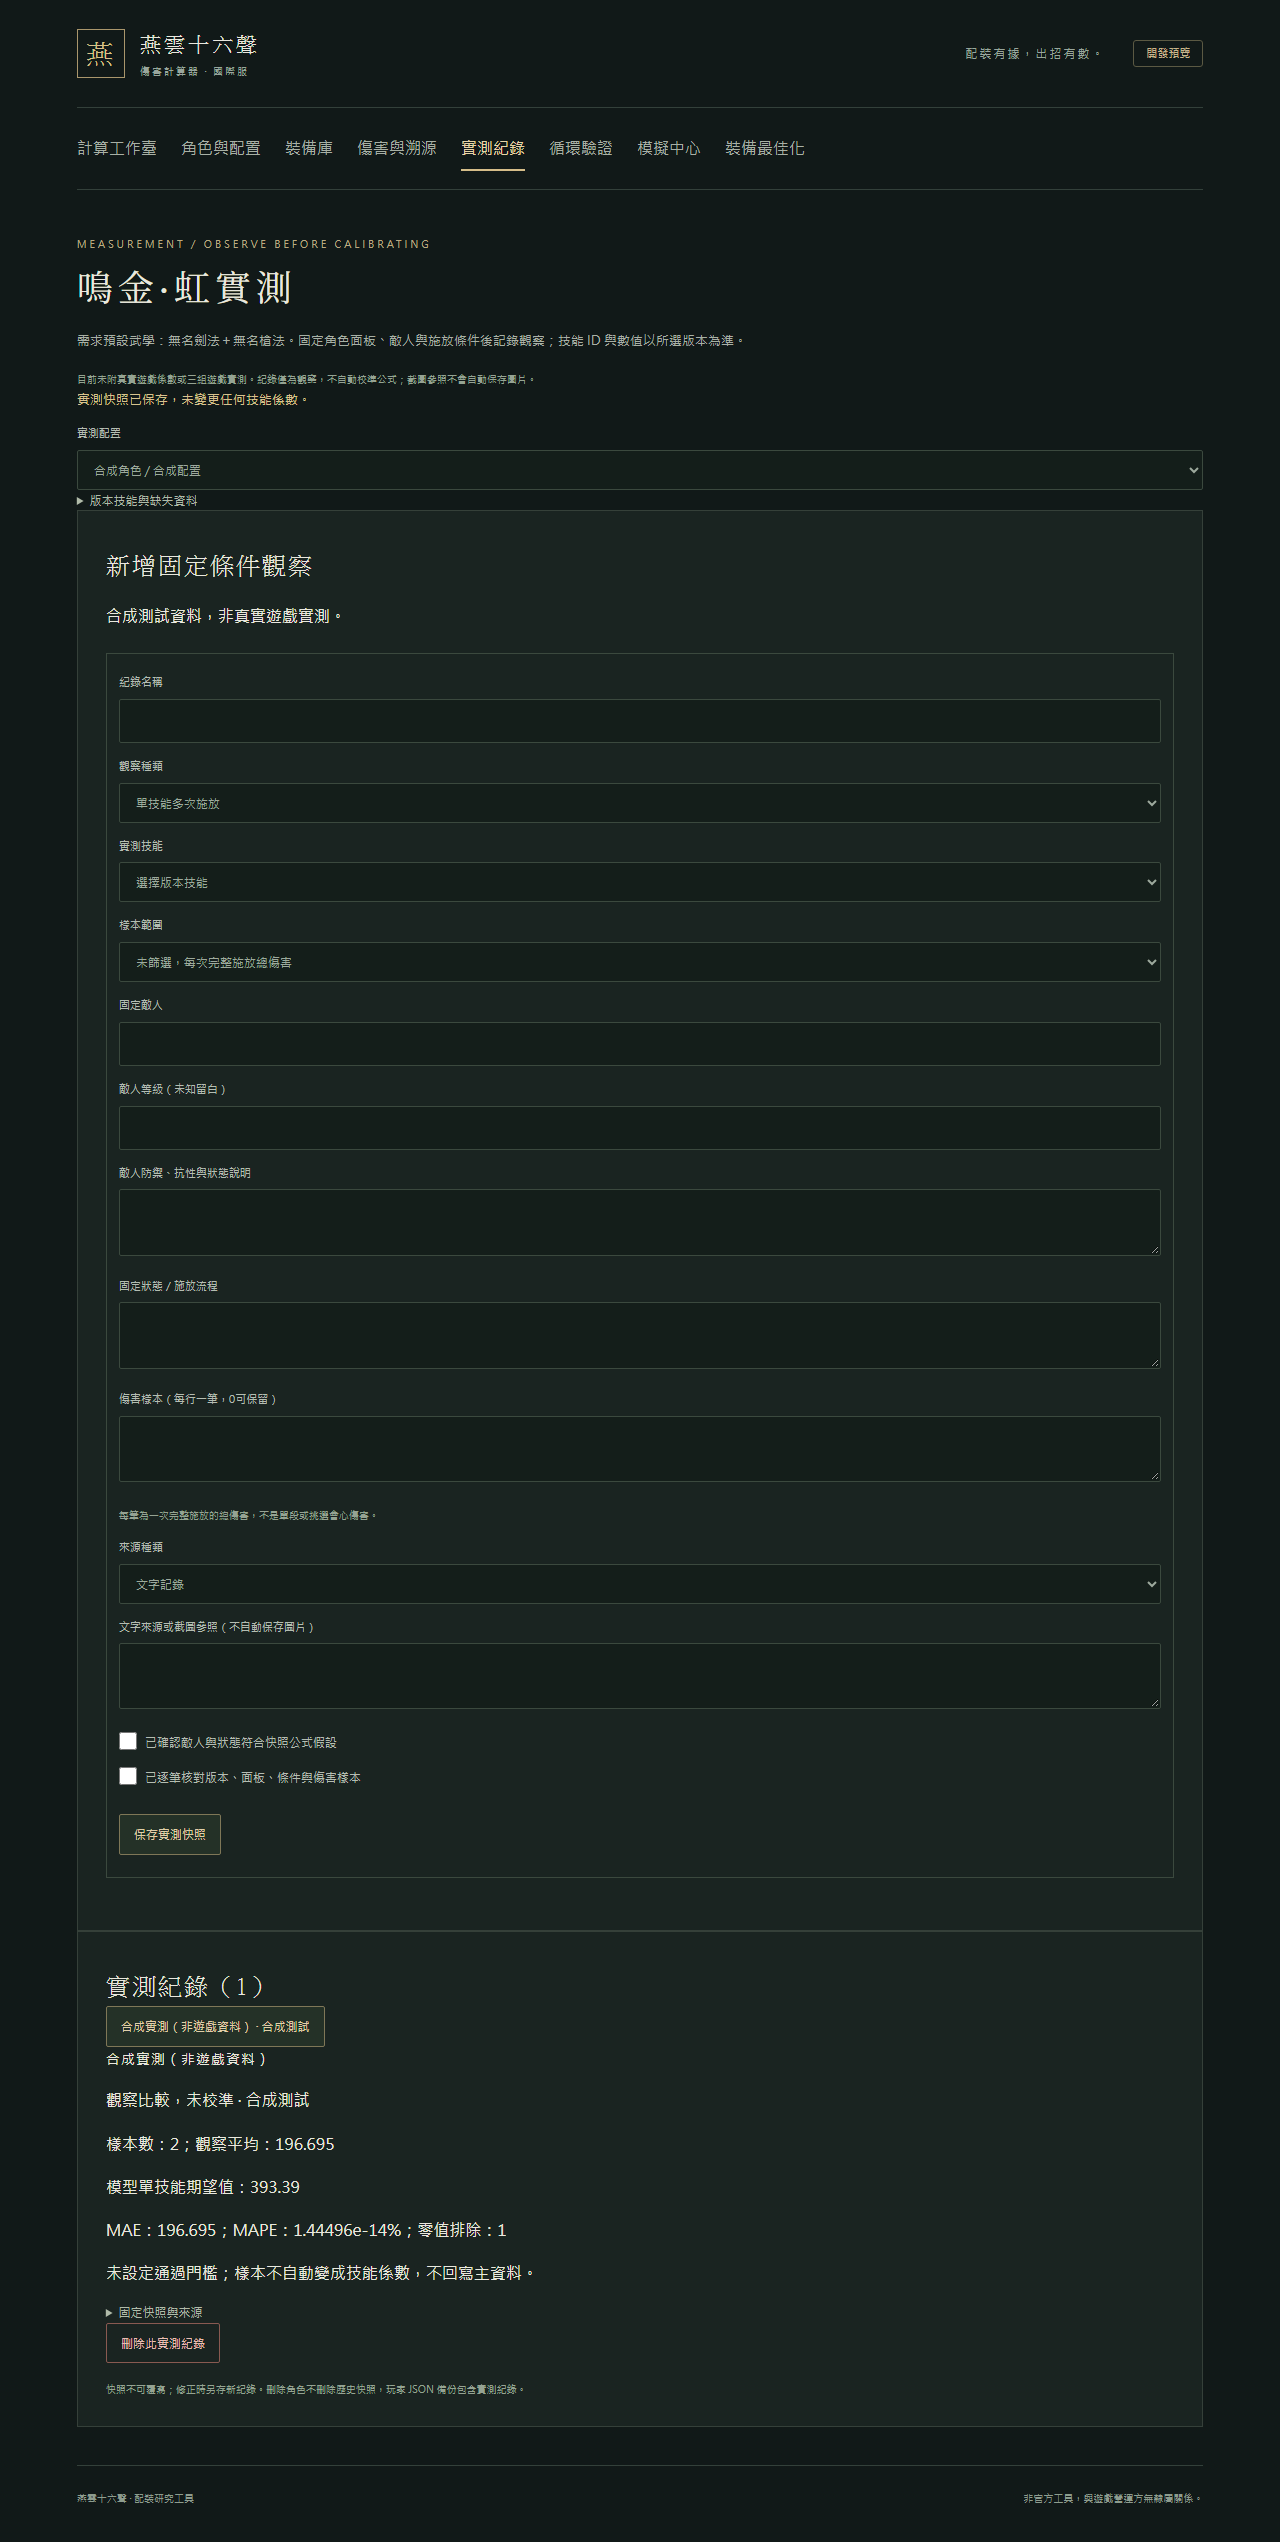 燕
燕雲十六聲
傷害計算器 · 國際服
配裝有據，出招有數。
開發預覽
計算工作臺 角色與配置 裝備庫 傷害與溯源 實測紀錄 循環驗證 模擬中心 裝備最佳化
MEASUREMENT / OBSERVE BEFORE CALIBRATING
鳴金·虹實測
需求預設武學：無名劍法＋無名槍法。固定角色面板、敵人與施放條件後記錄觀察；技能 ID 與數值以所選版本為準。
目前未附真實遊戲係數或三組遊戲實測。紀錄僅為觀察，不自動校準公式；截圖參照不會自動保存圖片。
實測快照已保存，未變更任何技能係數。
實測配置
合成角色 / 合成配置
版本技能與缺失資料
新增固定條件觀察
合成測試資料，非真實遊戲實測。
紀錄名稱
觀察種類
單技能多次施放
實測技能
選擇版本技能
樣本範圍
未篩選，每次完整施放總傷害
固定敵人
敵人等級（未知留白）
敵人防禦、抗性與狀態說明
固定狀態 / 施放流程
傷害樣本（每行一筆，0可保留）
每筆為一次完整施放的總傷害，不是單段或挑選會心傷害。
來源種類
文字記錄
文字來源或截圖參照（不自動保存圖片）
已確認敵人與狀態符合快照公式假設
已逐筆核對版本、面板、條件與傷害樣本
保存實測快照
實測紀錄（1）
合成實測（非遊戲資料） · 合成測試
合成實測（非遊戲資料）
觀察比較，未校準 · 合成測試
樣本數：2；觀察平均：196.695
模型單技能期望值：393.39
MAE：196.695；MAPE：1.44496e-14%；零值排除：1
未設定通過門檻；樣本不自動變成技能係數，不回寫主資料。
固定快照與來源
刪除此實測紀錄
快照不可覆寫；修正時另存新記錄。刪除角色不刪除歷史快照，玩家 JSON 備份包含實測紀錄。
燕雲十六聲 · 配裝研究工具
非官方工具，與遊戲營運方無隸屬關係。